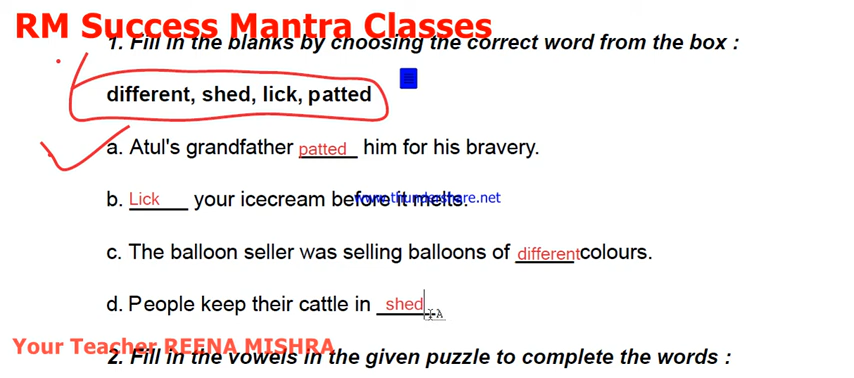 RM Success Mantra Classes
1. Fill in the blanks by choosing the correct word from the box :
different, shed, lick, patted
a. Atul's grandfather patted him for his bravery.
b. Lick your icecream before it melts.
www.thundershare.net
c. The balloon seller was selling balloons of different colours.
d. People keep their cattle in shed
Your Teacher REENA MISHRA
2. Fill in the vowels in the given puzzle to complete the words :